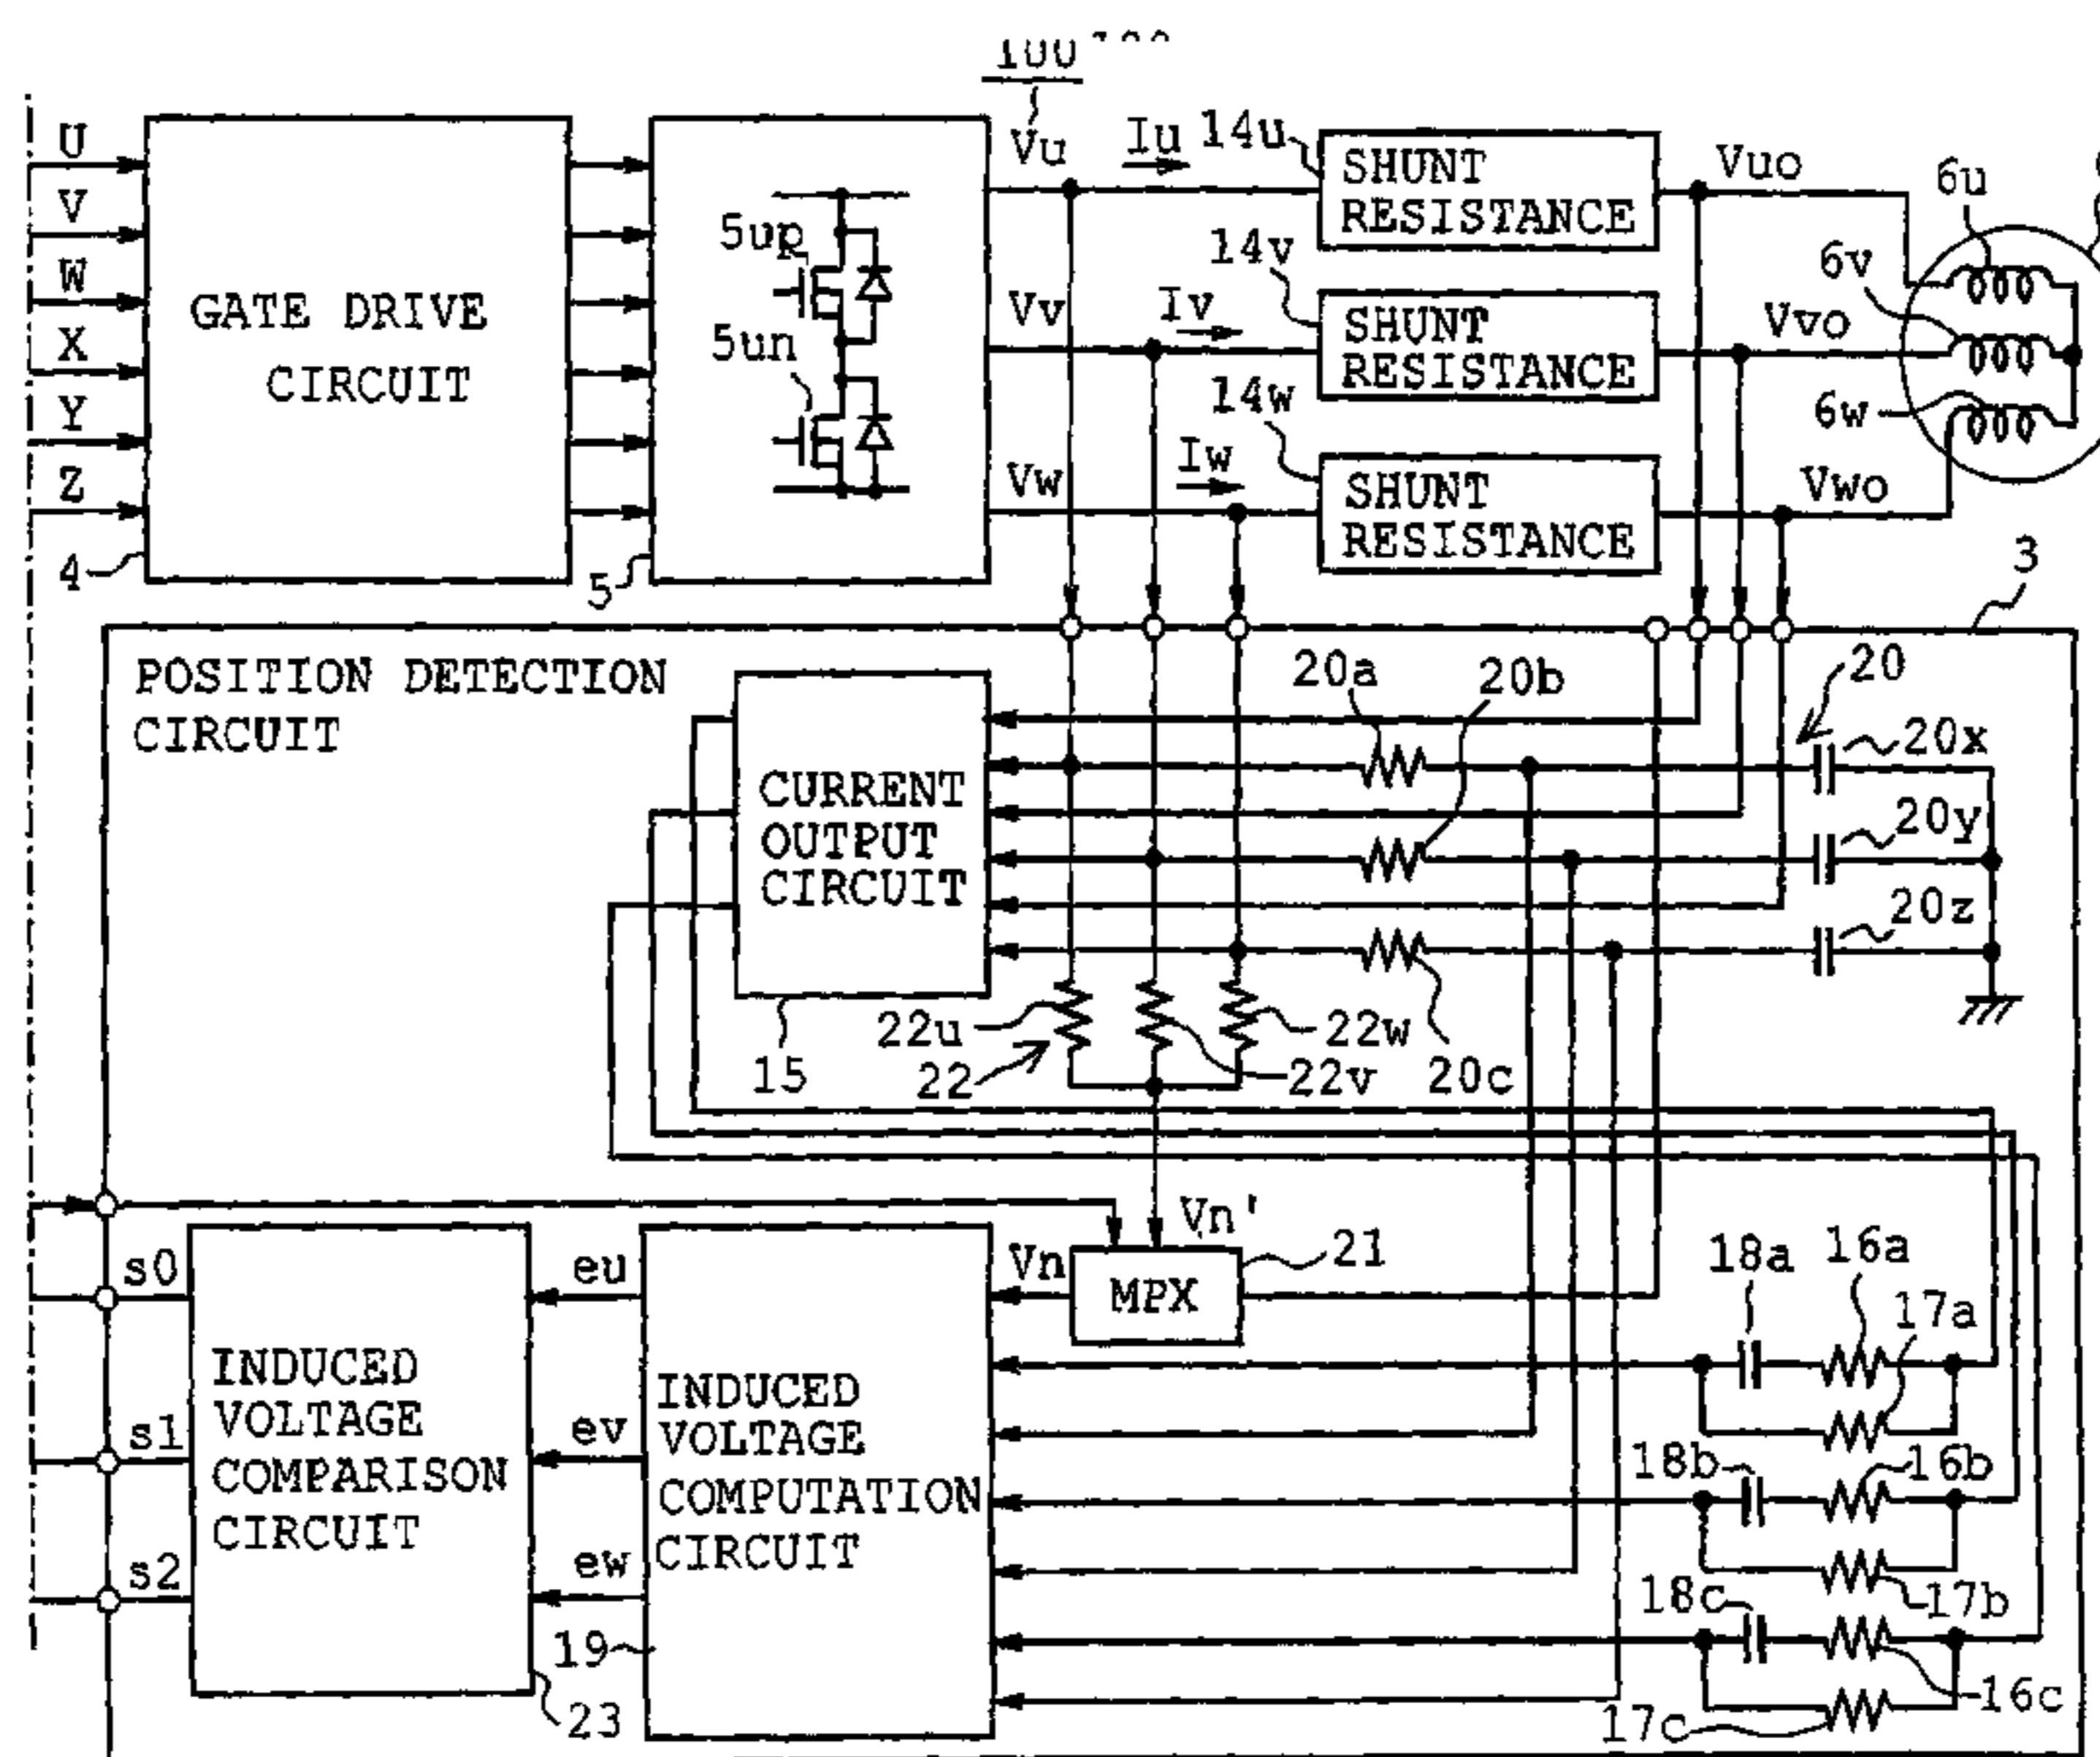 100
U
V
W
X
Y
Z
GATE DRIVE
CIRCUIT
4
5up
5un
5
Vu
Iu
14u
SHUNT
RESISTANCE
Vuo
6u
Vv
Iv
14v
SHUNT
RESISTANCE
Vvo
6v
Vw
Iw
14w
SHUNT
RESISTANCE
Vwo
6w
3
POSITION DETECTION
CIRCUIT
CURRENT
OUTPUT
CIRCUIT
15
20a
20b
20
20x
20y
20z
22u
22
22w
22v
20c
Vn'
Vn
MPX
21
s0
s1
s2
INDUCED
VOLTAGE
COMPARISON
CIRCUIT
23
eu
ev
ew
19
INDUCED
VOLTAGE
COMPUTATION
CIRCUIT
18a
16a
17a
18b
16b
17b
18c
16c
17c